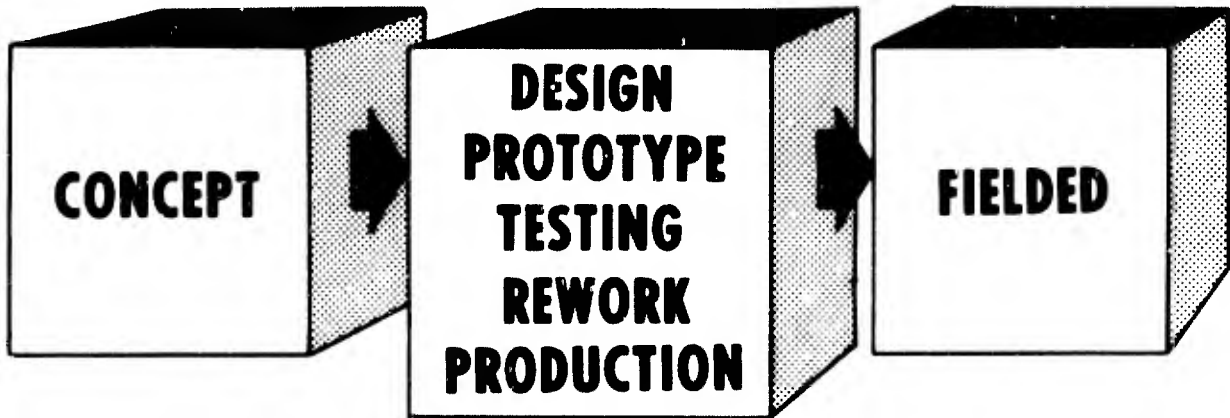 CONCEPT
DESIGN
PROTOTYPE
TESTING
REWORK
PRODUCTION
FIELDED